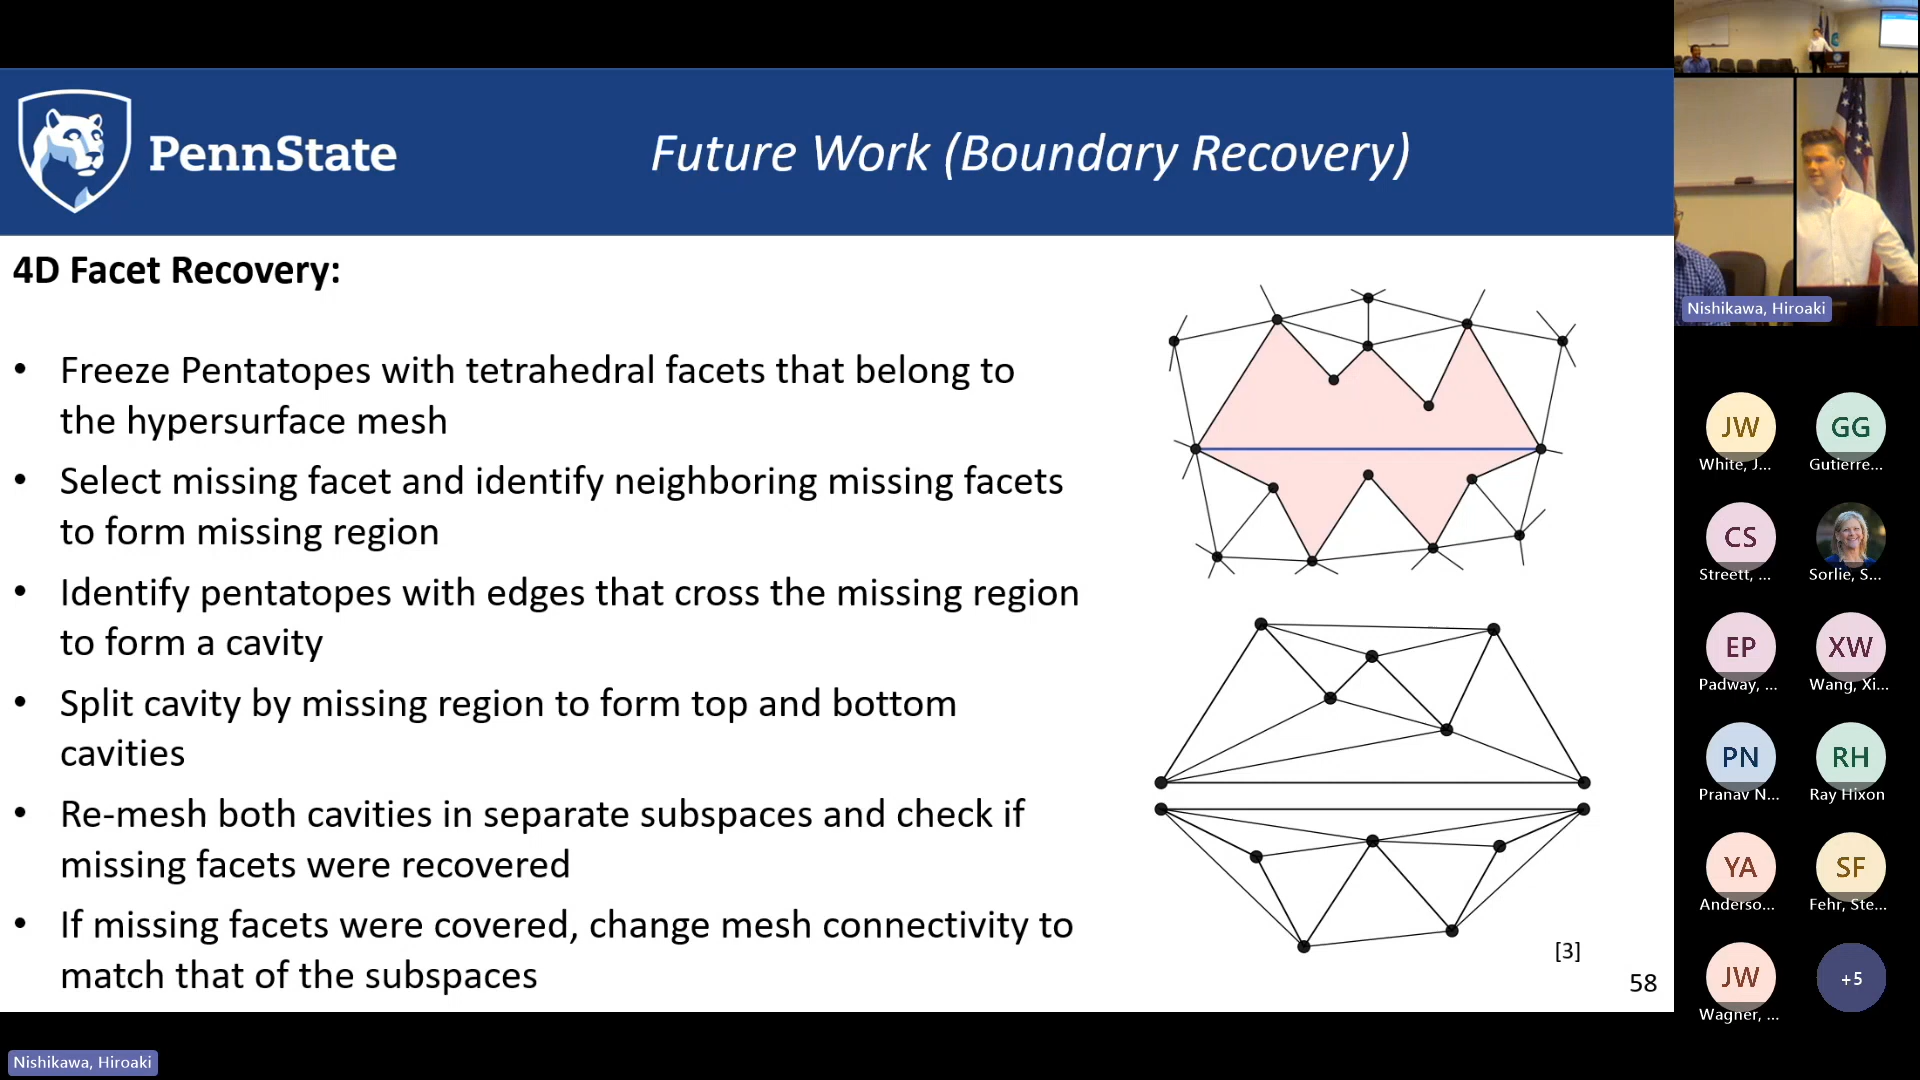 PennState
Future Work (Boundary Recovery)
4D Facet Recovery:
• Freeze Pentatopes with tetrahedral facets that belong to
the hypersurface mesh
• Select missing facet and identify neighboring missing facets
to form missing region
• Identify pentatopes with edges that cross the missing region
to form a cavity
• Split cavity by missing region to form top and bottom
cavities
• Re-mesh both cavities in separate subspaces and check if
missing facets were recovered
• If missing facets were covered, change mesh connectivity to
match that of the subspaces
[3]
58
Nishikawa, Hiroaki
JW
White, J...
GG
Gutierre...
CS
Streett, ...
Sorlie, S...
EP
Padway, ...
XW
Wang, Xi...
PN
Pranav N...
RH
Ray Hixon
YA
Anderso...
SF
Fehr, Ste...
JW
Wagner, ...
+5
Nishikawa, Hiroaki